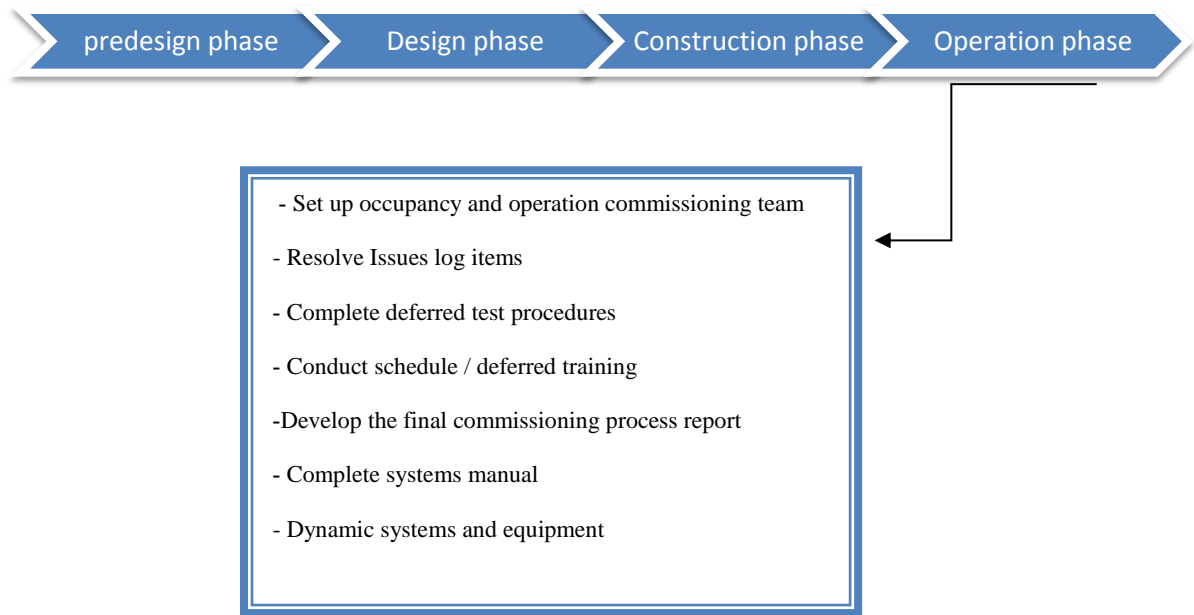 predesign phase
Design phase
Construction phase
Operation phase
- Set up occupancy and operation commissioning team
- Resolve Issues log items
- Complete deferred test procedures
- Conduct schedule / deferred training
-Develop the final commissioning process report
- Complete systems manual
- Dynamic systems and equipment